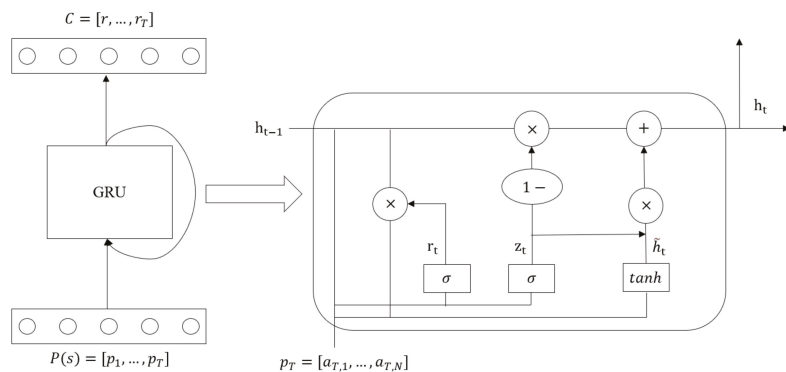 C = [r, ..., r_T]
GRU
P(s) = [p_1, ..., p_T]
h_{t-1}
h_t
×
+
1 −
×
×
r_t
z_t
h̃_t
σ
σ
tanh
p_T = [a_{T,1}, ..., a_{T,N}]